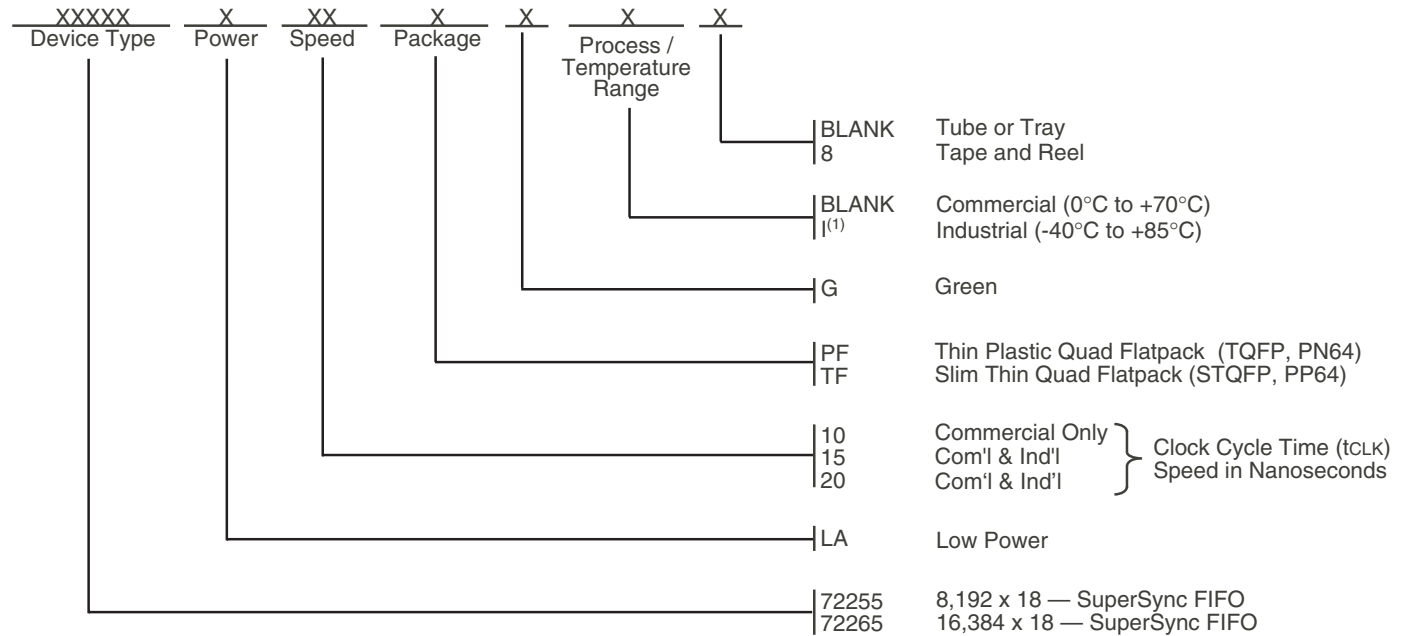 XXXXX X XX X X X X
Device Type Power Speed Package Process / Temperature Range
BLANK Tube or Tray
8 Tape and Reel
BLANK Commercial (0°C to +70°C)
I(1) Industrial (-40°C to +85°C)
G Green
PF Thin Plastic Quad Flatpack (TQFP, PN64)
TF Slim Thin Quad Flatpack (STQFP, PP64)
10 Commercial Only
15 Com'l & Ind'l
20 Com‘l & Ind’l
Clock Cycle Time (tCLK)
Speed in Nanoseconds
LA Low Power
72255 8,192 x 18 — SuperSync FIFO
72265 16,384 x 18 — SuperSync FIFO